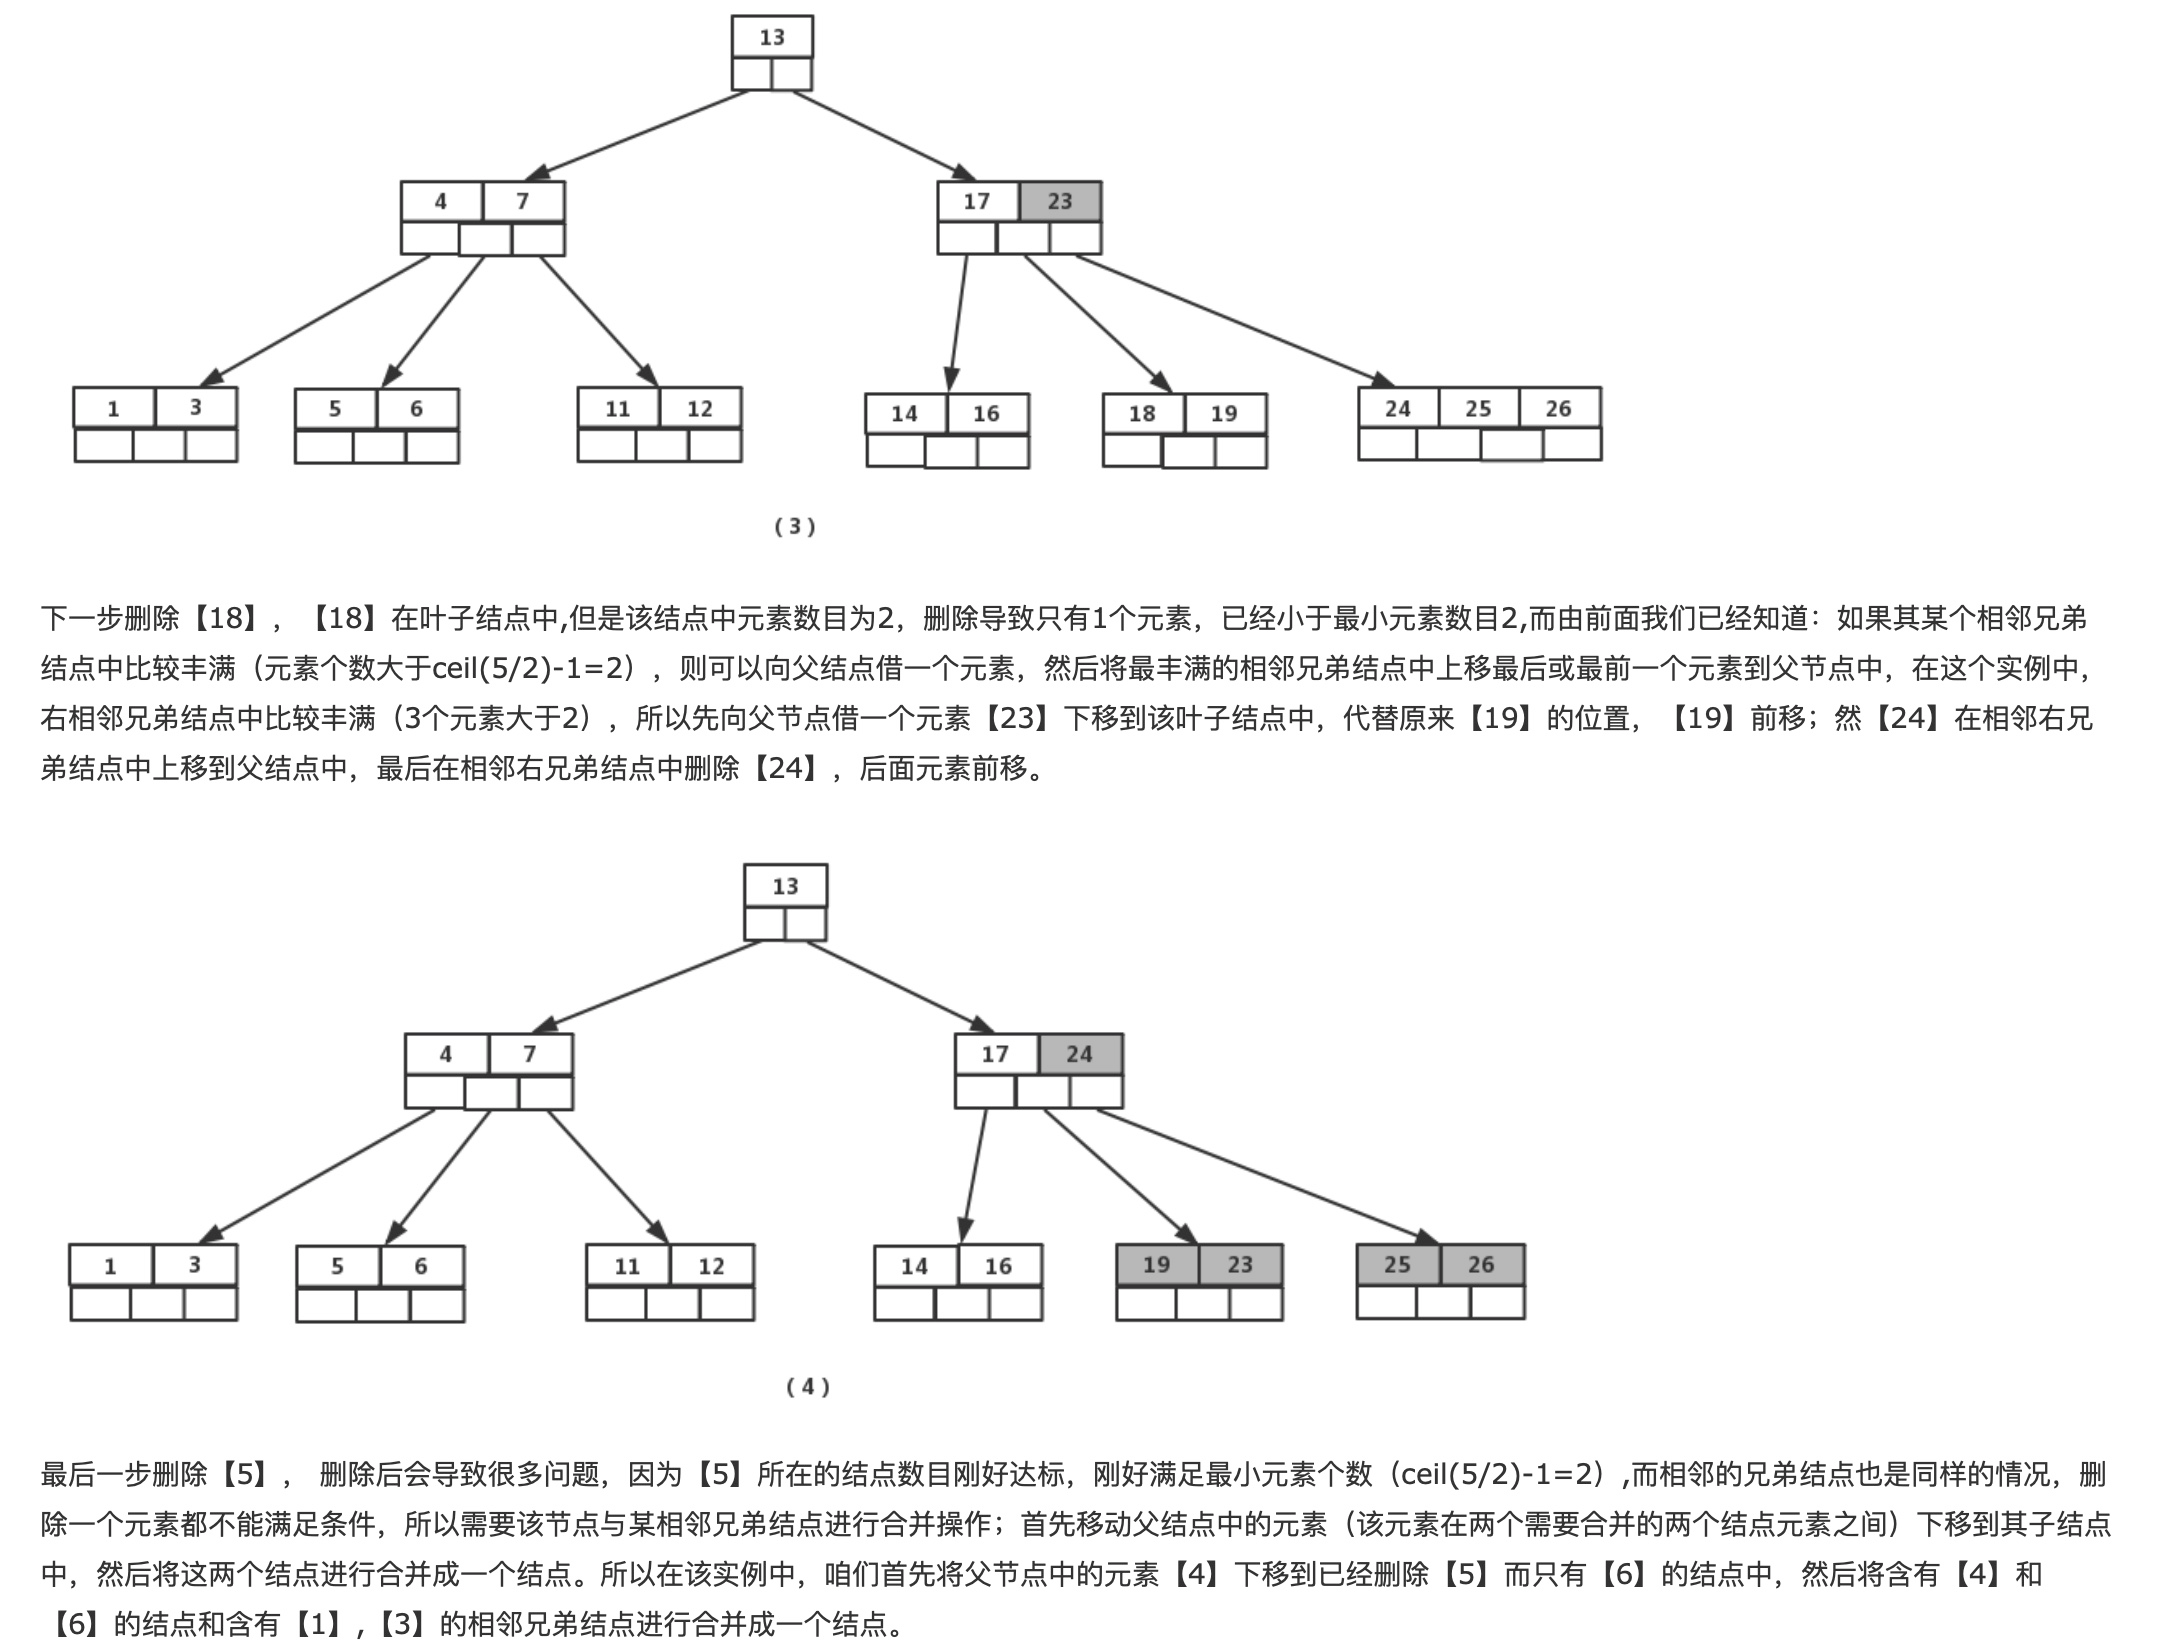 13
4 7 17 23
1 3 5 6 11 12 14 16 18 19 24 25 26
(3)
下一步删除【18】，【18】在叶子结点中,但是该结点中元素数目为2，删除导致只有1个元素，已经小于最小元素数目2,而由前面我们已经知道：如果其某个相邻兄弟
结点中比较丰满（元素个数大于ceil(5/2)-1=2），则可以向父结点借一个元素，然后将最丰满的相邻兄弟结点中上移最后或最前一个元素到父节点中，在这个实例中，
右相邻兄弟结点中比较丰满（3个元素大于2），所以先向父节点借一个元素【23】下移到该叶子结点中，代替原来【19】的位置，【19】前移；然【24】在相邻右兄
弟结点中上移到父结点中，最后在相邻右兄弟结点中删除【24】，后面元素前移。
13
4 7 17 24
1 3 5 6 11 12 14 16 19 23 25 26
(4)
最后一步删除【5】， 删除后会导致很多问题，因为【5】所在的结点数目刚好达标，刚好满足最小元素个数（ceil(5/2)-1=2）,而相邻的兄弟结点也是同样的情况，删
除一个元素都不能满足条件，所以需要该节点与某相邻兄弟结点进行合并操作；首先移动父结点中的元素（该元素在两个需要合并的两个结点元素之间）下移到其子结点
中，然后将这两个结点进行合并成一个结点。所以在该实例中，咱们首先将父节点中的元素【4】下移到已经删除【5】而只有【6】的结点中，然后将含有【4】和
【6】的结点和含有【1】,【3】的相邻兄弟结点进行合并成一个结点。